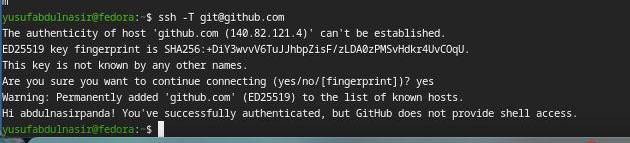 yusufabdulnasir@fedora:~$ ssh -T git@github.com
The authenticity of host 'github.com (140.82.121.4)' can't be established.
ED25519 key fingerprint is SHA256:+DiY3wvvV6TuJJhbpZisF/zLDA0zPMSvHdkr4UvCOqU.
This key is not known by any other names.
Are you sure you want to continue connecting (yes/no/[fingerprint])? yes
Warning: Permanently added 'github.com' (ED25519) to the list of known hosts.
Hi abdulnasirpanda! You've successfully authenticated, but GitHub does not provide shell access.
yusufabdulnasir@fedora:~$